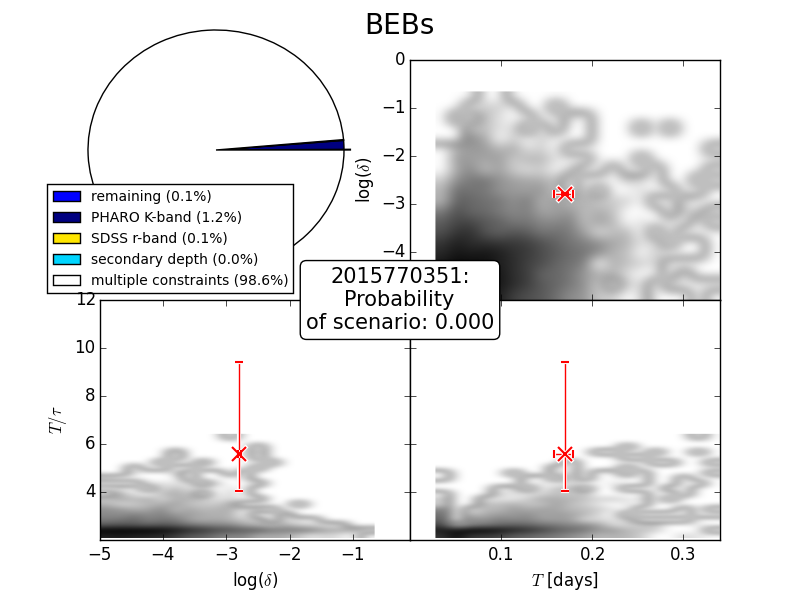 BEBs
0
−1
−2
−3
−4
log(δ)
remaining (0.1%)
PHARO K-band (1.2%)
SDSS r-band (0.1%)
secondary depth (0.0%)
multiple constraints (98.6%)
2015770351:
Probability
of scenario: 0.000
12
10
8
6
4
T/τ
−5 −4 −3 −2 −1
log(δ)
0.1 0.2 0.3
T [days]